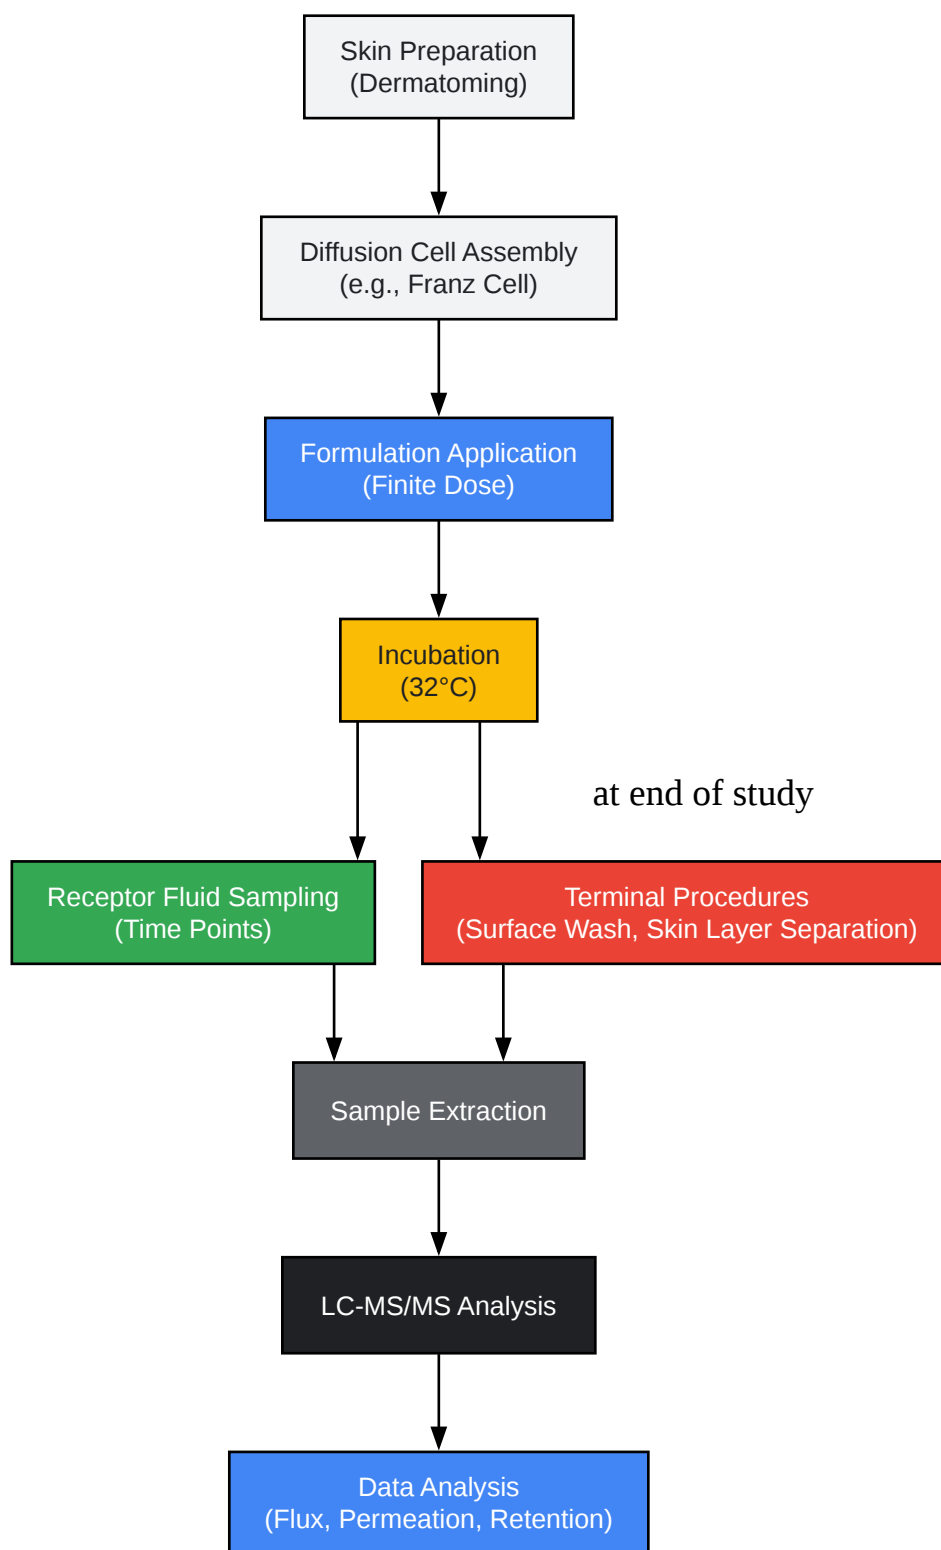 Skin Preparation
(Dermatoming)
Diffusion Cell Assembly
(e.g., Franz Cell)
Formulation Application
(Finite Dose)
Incubation
(32°C)
at end of study
Receptor Fluid Sampling
(Time Points)
Terminal Procedures
(Surface Wash, Skin Layer Separation)
Sample Extraction
LC-MS/MS Analysis
Data Analysis
(Flux, Permeation, Retention)